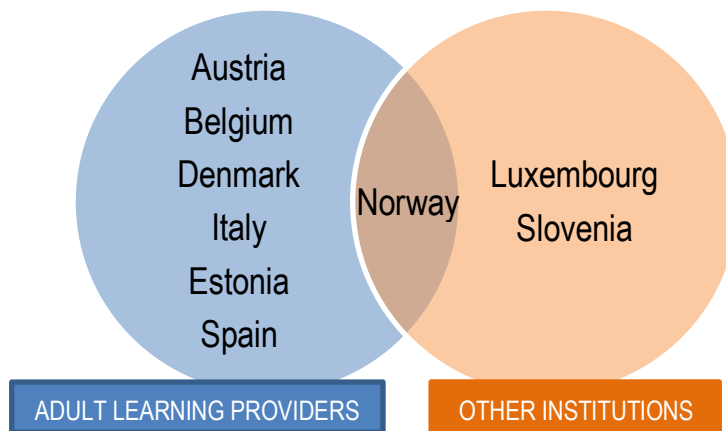 Austria
Belgium
Denmark
Italy
Estonia
Spain
Norway
Luxembourg
Slovenia
ADULT LEARNING PROVIDERS
OTHER INSTITUTIONS